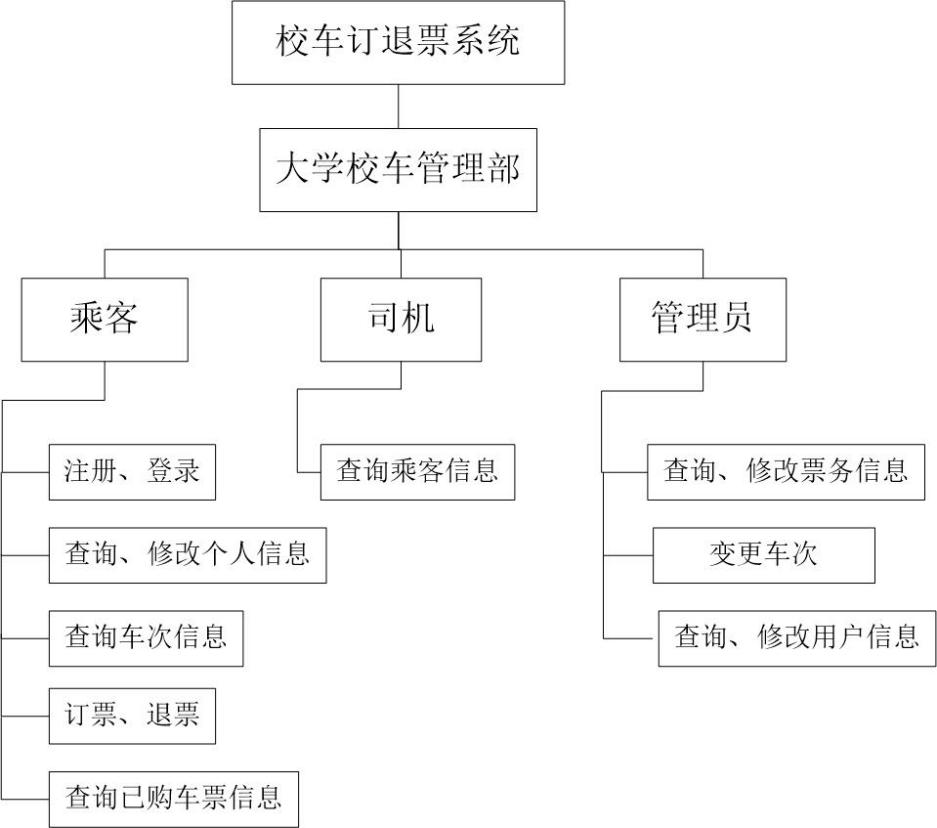 校车订退票系统
大学校车管理部
乘客
司机
管理员
注册、登录
查询、修改个人信息
查询车次信息
订票、退票
查询已购车票信息
查询乘客信息
查询、修改票务信息
变更车次
查询、修改用户信息